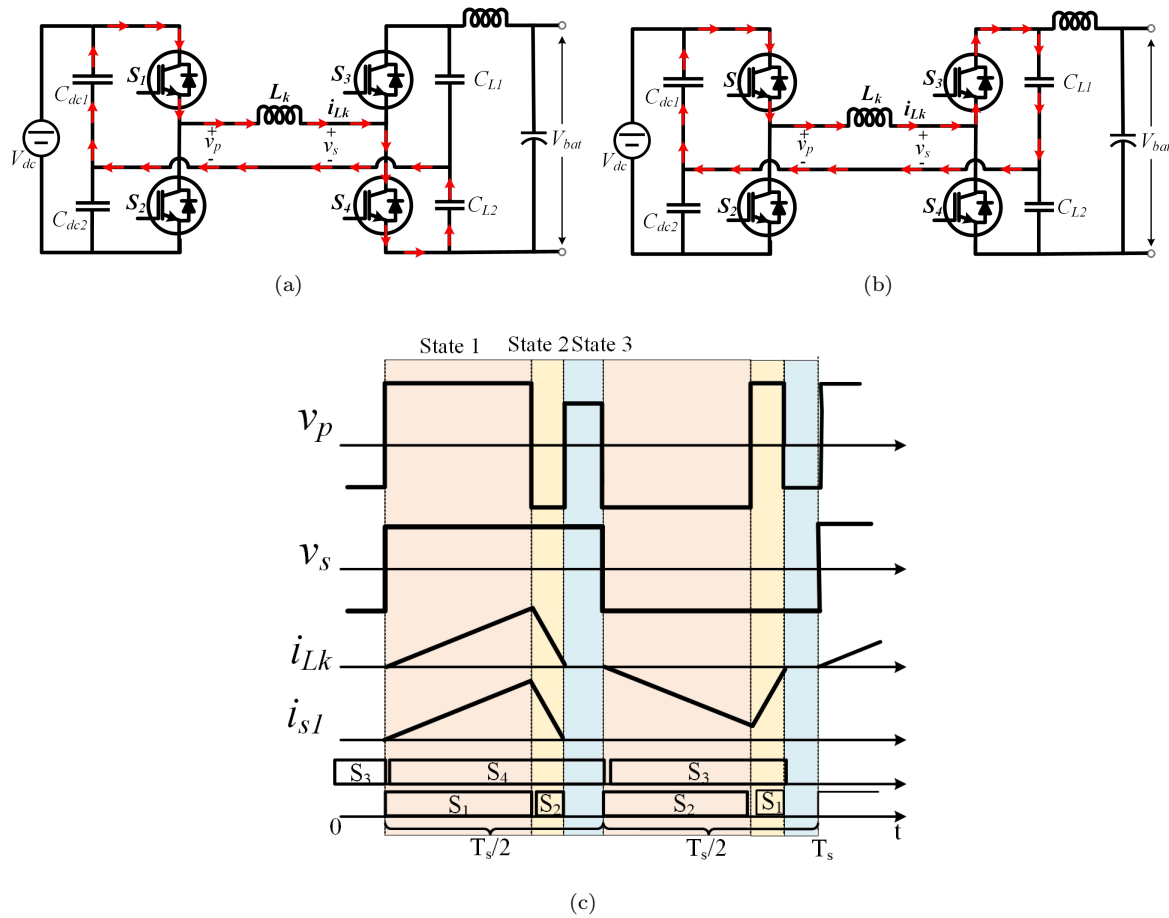 S1
Cdc1
Lk
S3
iLk
CL1
Vdc
+
vp
-
+
vs
-
Vbat
S2
Cdc2
S4
CL2
(a)
S
Cdc1
Lk
S3
iLk
CL1
Vdc
+
vp
-
+
vs
-
Vbat
S2
Cdc2
S4
CL2
(b)
State 1 State 2 State 3
vp
vs
iLk
is1
S3 S4 S3
S1 S2 S2 S1
0 Ts/2 Ts/2 Ts t
(c)